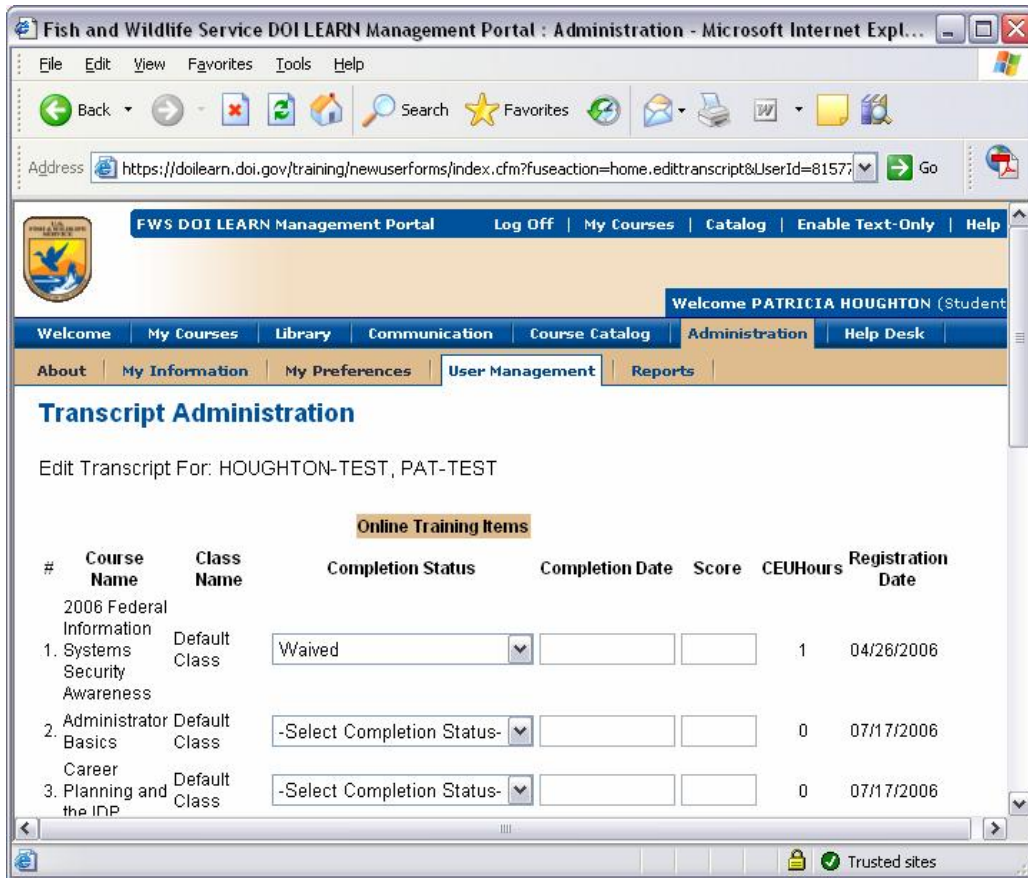 Fish and Wildlife Service DOI LEARN Management Portal : Administration - Microsoft Internet Expl...
File Edit View Favorites Tools Help
Back Search Favorites
Address https://doilearn.doi.gov/training/newuserforms/index.cfm?fuseaction=home.edittranscript&UserId=81577 Go
FWS DOI LEARN Management Portal Log Off | My Courses | Catalog | Enable Text-Only | Help
Welcome PATRICIA HOUGHTON (Student
Welcome My Courses Library Communication Course Catalog Administration Help Desk
About My Information My Preferences User Management Reports
Transcript Administration
Edit Transcript For: HOUGHTON-TEST, PAT-TEST
Online Training Items
# Course Name Class Name Completion Status Completion Date Score CEUHours Registration Date
1. 2006 Federal Information Systems Security Awareness Default Class Waived 1 04/26/2006
2. Administrator Basics Default Class -Select Completion Status- 0 07/17/2006
3. Career Planning and the IDP Default Class -Select Completion Status- 0 07/17/2006
Trusted sites